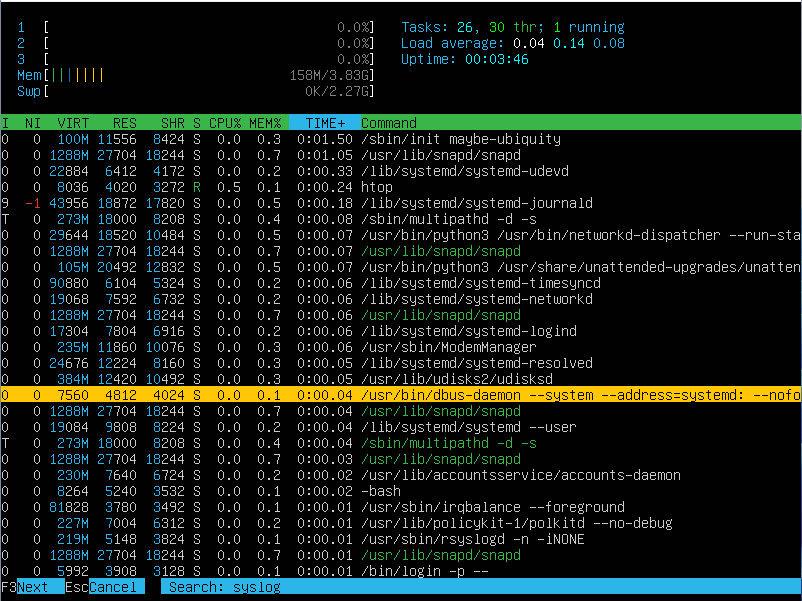 1 [ 0.0%] Tasks: 26, 30 thr; 1 running
2 [ 0.0%] Load average: 0.04 0.14 0.08
3 [ 0.0%] Uptime: 00:03:46
Mem[||||||| 158M/3.83G]
Swp[ 0K/2.27G]
I NI VIRT RES SHR S CPU% MEM% TIME+ Command
0 0 100M 11556 8424 S 0.0 0.3 0:01.50 /sbin/init maybe-ubiquity
0 0 1288M 27704 18244 S 0.0 0.7 0:01.05 /usr/lib/snapd/snapd
0 0 22884 6412 4172 S 0.0 0.2 0:00.33 /lib/systemd/systemd-udevd
0 0 8036 4020 3272 R 0.5 0.1 0:00.24 htop
9 -1 43956 18872 17820 S 0.0 0.5 0:00.18 /lib/systemd/systemd-journald
T 0 273M 18000 8208 S 0.0 0.4 0:00.08 /sbin/multipathd -d -s
0 0 29644 18520 10484 S 0.0 0.5 0:00.07 /usr/bin/python3 /usr/bin/networkd-dispatcher --run-sta
0 0 1288M 27704 18244 S 0.0 0.7 0:00.06 /usr/lib/snapd/snapd
0 0 105M 20492 12832 S 0.0 0.5 0:00.07 /usr/bin/python3 /usr/share/unattended-upgrades/unatten
0 0 90880 6104 5324 S 0.0 0.2 0:00.06 /lib/systemd/systemd-timesyncd
0 0 19068 7592 6732 S 0.0 0.2 0:00.06 /lib/systemd/systemd-networkd
0 0 1288M 27704 18244 S 0.0 0.7 0:00.06 /usr/lib/snapd/snapd
0 0 17304 7804 6916 S 0.0 0.2 0:00.06 /lib/systemd/systemd-logind
0 0 235M 11860 10076 S 0.0 0.3 0:00.06 /usr/sbin/ModemManager
0 0 24676 12224 8160 S 0.0 0.3 0:00.05 /lib/systemd/systemd-resolved
0 0 384M 12420 10492 S 0.0 0.3 0:00.05 /usr/lib/udisks2/udisksd
0 0 7560 4812 4024 S 0.0 0.1 0:00.04 /usr/bin/dbus-daemon --system --address=systemd: --nofo
0 0 1288M 27704 18244 S 0.0 0.7 0:00.04 /usr/lib/snapd/snapd
0 0 19084 9808 8224 S 0.0 0.2 0:00.04 /lib/systemd/systemd --user
T 0 273M 18000 8208 S 0.0 0.4 0:00.04 /sbin/multipathd -d -s
0 0 1288M 27704 18244 S 0.0 0.7 0:00.03 /usr/lib/snapd/snapd
0 0 230M 7640 6724 S 0.0 0.2 0:00.02 /usr/lib/accountsservice/accounts-daemon
0 0 8264 5240 3532 S 0.0 0.1 0:00.02 -bash
0 0 81828 3780 3492 S 0.0 0.1 0:00.01 /usr/sbin/irqbalance --foreground
0 0 227M 7004 6312 S 0.0 0.2 0:00.01 /usr/lib/policykit-1/polkitd --no-debug
0 0 219M 5148 3824 S 0.0 0.1 0:00.01 /usr/sbin/rsyslogd -n -iNONE
0 0 1288M 27704 18244 S 0.0 0.7 0:00.01 /usr/lib/snapd/snapd
0 0 5992 3908 3128 S 0.0 0.1 0:00.01 /bin/login -p --
F3Next EscCancel Search: syslog